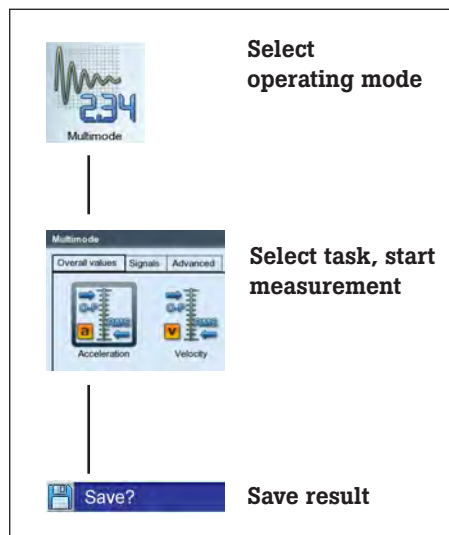 Select
operating mode
2.34
Multimode
Multimode
Overall values Signals Advanced
Select task, start
measurement
0-P 0-P
a RMS v RMS
Acceleration Velocity
Save?
Save result